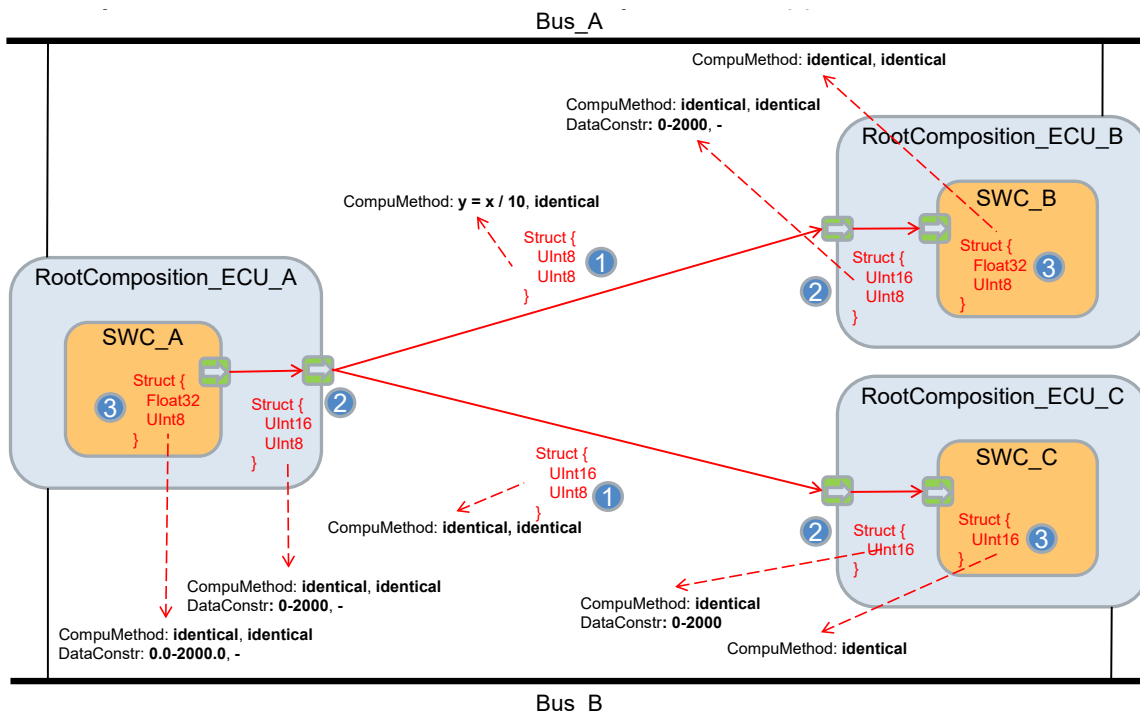 Bus_A
CompuMethod: identical, identical
CompuMethod: identical, identical
DataConstr: 0-2000, -
RootComposition_ECU_B
SWC_B
Struct {
Float32
UInt8
}
3
Struct {
UInt16
UInt8
}
2
CompuMethod: y = x / 10, identical
Struct {
UInt8
UInt8
}
1
RootComposition_ECU_A
SWC_A
Struct {
Float32
UInt8
}
3
Struct {
UInt16
UInt8
}
2
RootComposition_ECU_C
SWC_C
Struct {
UInt16
}
3
Struct {
UInt16
}
2
Struct {
UInt16
UInt8
}
1
CompuMethod: identical, identical
CompuMethod: identical, identical
DataConstr: 0-2000, -
CompuMethod: identical, identical
DataConstr: 0.0-2000.0, -
CompuMethod: identical
DataConstr: 0-2000
CompuMethod: identical
Bus_B